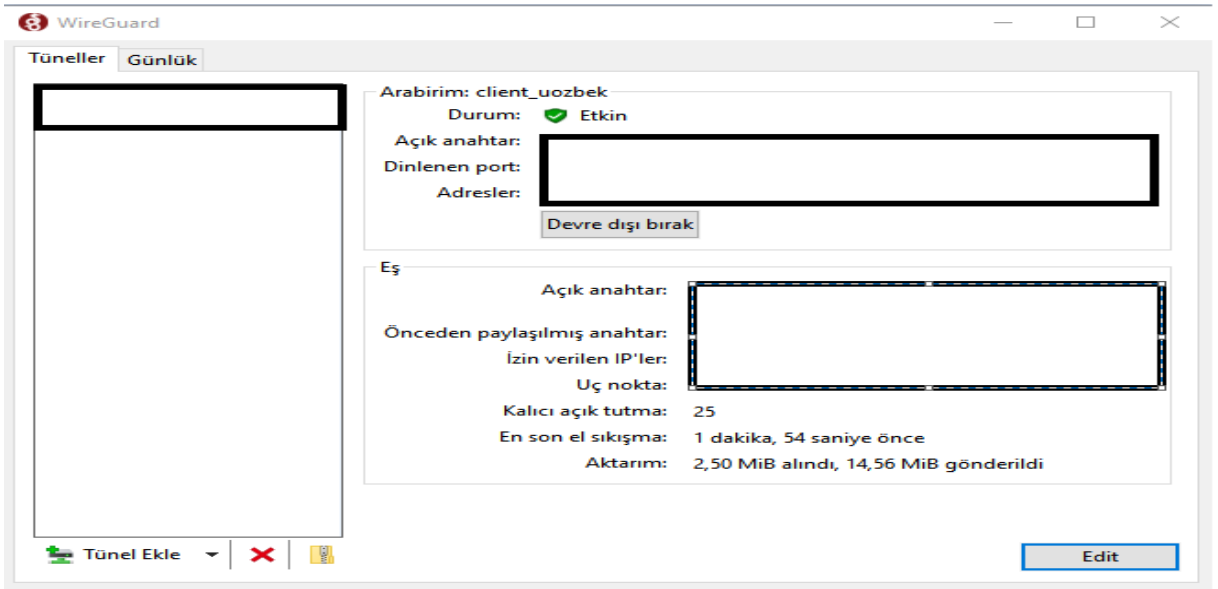 WireGuard
Tüneller Günlük
Arabirim: client_uozbek
Durum: Etkin
Açık anahtar:
Dinlenen port:
Adresler:
Devre dışı bırak
Eş
Açık anahtar:
Önceden paylaşılmış anahtar:
İzin verilen IP'ler:
Uç nokta:
Kalıcı açık tutma: 25
En son el sıkışma: 1 dakika, 54 saniye önce
Aktarım: 2,50 MiB alındı, 14,56 MiB gönderildi
Tünel Ekle
Edit